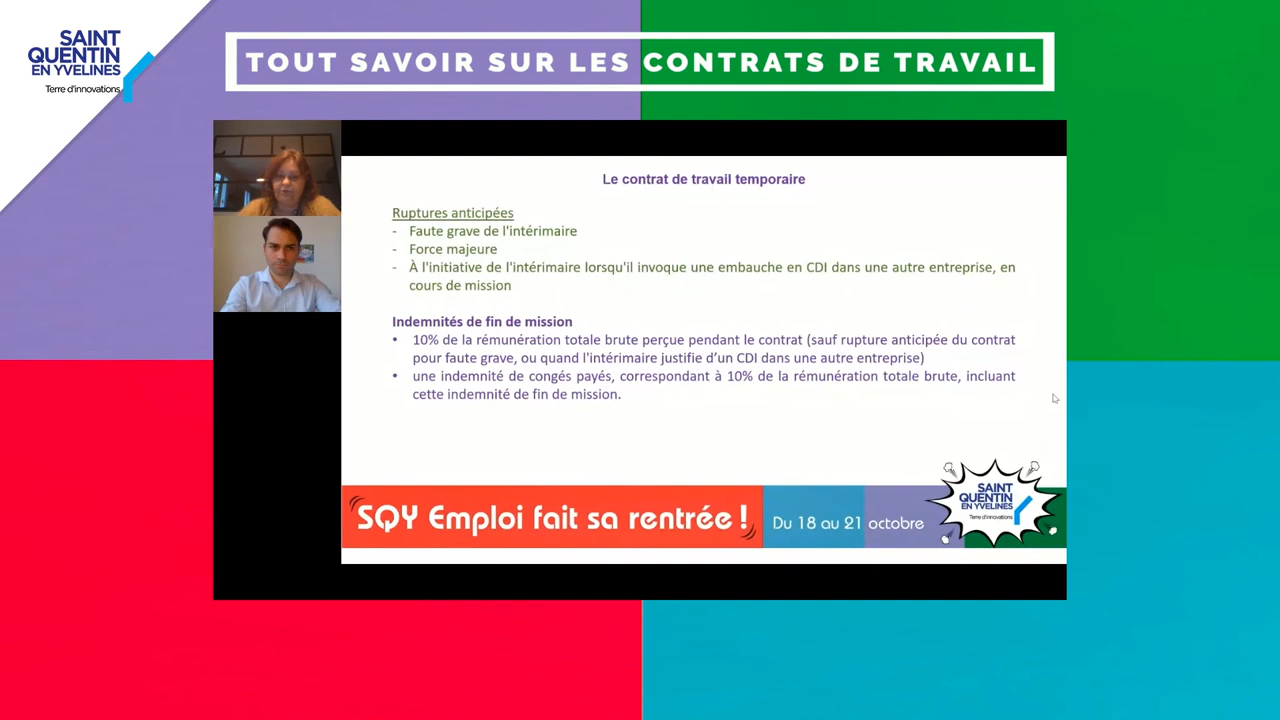 SAINT
QUENTIN
EN YVELINES
Terre d'innovations
TOUT SAVOIR SUR LES CONTRATS DE TRAVAIL
Le contrat de travail temporaire
Ruptures anticipées
- Faute grave de l'intérimaire
- Force majeure
- À l'initiative de l'intérimaire lorsqu'il invoque une embauche en CDI dans une autre entreprise, en
cours de mission
Indemnités de fin de mission
• 10% de la rémunération totale brute perçue pendant le contrat (sauf rupture anticipée du contrat
pour faute grave, ou quand l'intérimaire justifie d'un CDI dans une autre entreprise)
• une indemnité de congés payés, correspondant à 10% de la rémunération totale brute, incluant
cette indemnité de fin de mission.
SQY Emploi fait sa rentrée !
Du 18 au 21 octobre
SAINT
QUENTIN
EN YVELINES
Terre d'innovations